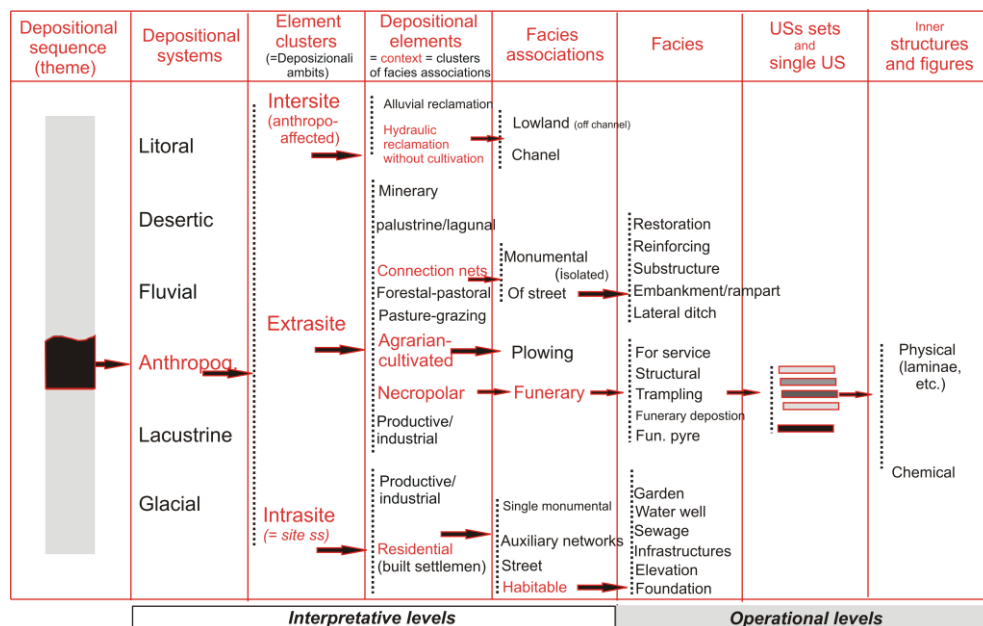 Depositional
sequence
(theme)
Depositional
systems
Element
clusters
(=Deposizionali
ambits)
Depositional
elements
= context = clusters
of facies associations
Facies
associations
Facies
USs sets
and
single US
Inner
structures
and figures
Litoral
Desertic
Fluvial
Anthropog.
Lacustrine
Glacial
Intersite
(anthropo-
affected)
Extrasite
Intrasite
(= site ss)
Alluvial reclamation
Hydraulic
reclamation
without cultivation
Minerary
palustrine/lagunal
Connection nets
Forestal-pastoral
Pasture-grazing
Agrarian-
cultivated
Necropolar
Productive/
industrial
Productive/
industrial
Residential
(built settlemen)
Lowland (off channel)
Chanel
Monumental
(isolated)
Of street
Plowing
Funerary
Single monumental
Auxiliary networks
Street
Habitable
Restoration
Reinforcing
Substructure
Embankment/rampart
Lateral ditch
For service
Structural
Trampling
Funerary depostion
Fun. pyre
Garden
Water well
Sewage
Infrastructures
Elevation
Foundation
Physical
(laminae,
etc.)
Chemical
Interpretative levels
Operational levels